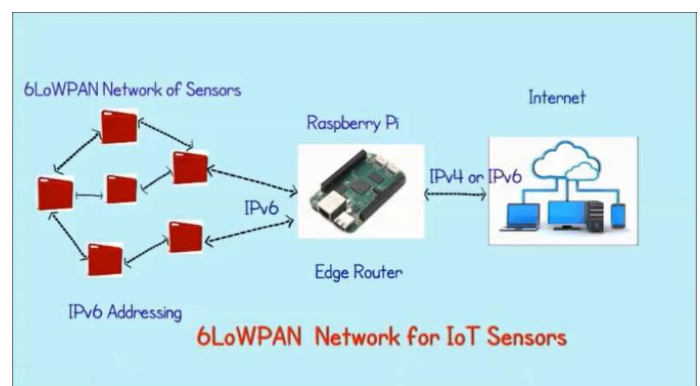 6LoWPAN Network of Sensors
Internet
Raspberry Pi
IPv4 or IPv6
IPv6
Edge Router
IPv6 Addressing
6LoWPAN Network for IoT Sensors